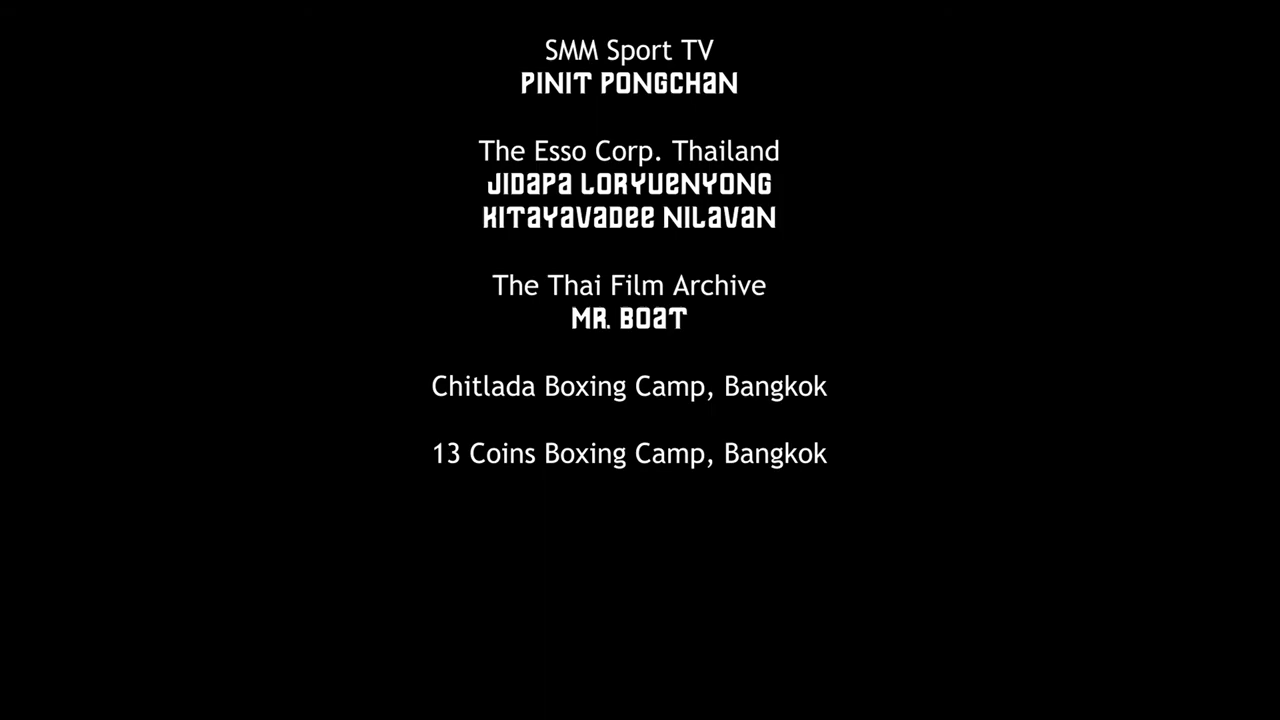 SMM Sport TV
PINIT PONGCHAN
The Esso Corp. Thailand
JIDAPA LORYUENYONG
KITAYAVADEE NILAVAN
The Thai Film Archive
MR. BOAT
Chitlada Boxing Camp, Bangkok
13 Coins Boxing Camp, Bangkok